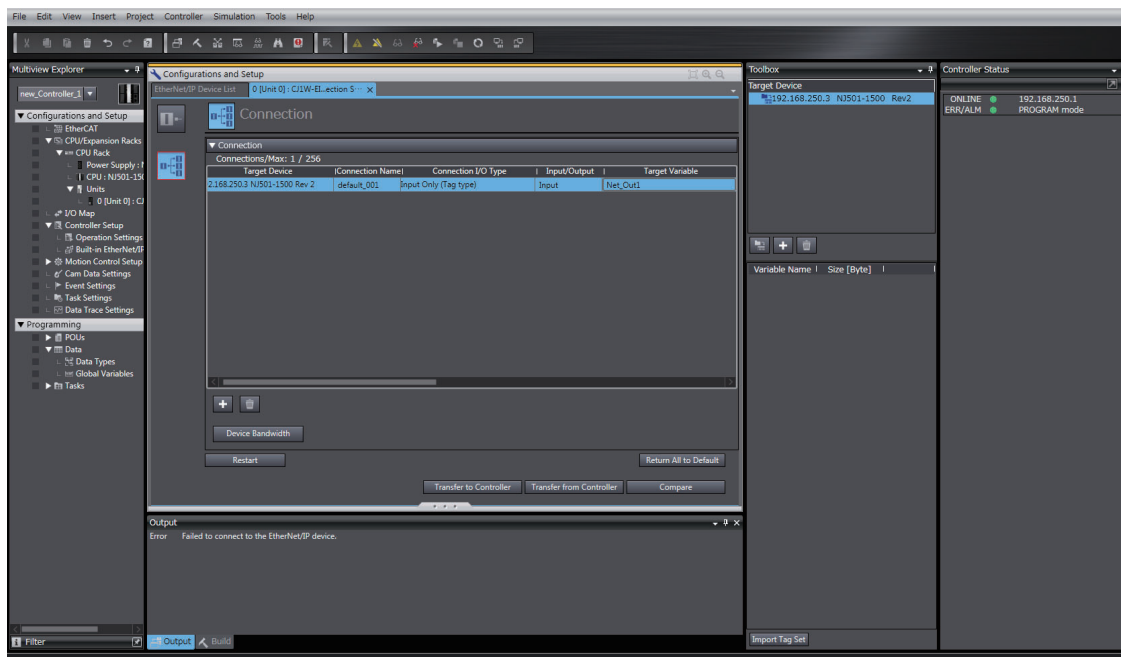 File Edit View Insert Project Controller Simulation Tools Help
Multiview Explorer
new_Controller_1
Configurations and Setup
EtherCAT
CPU/Expansion Racks
CPU Rack
Power Supply : N
CPU : NJ501-150
Units
0 [Unit 0] : CJ
I/O Map
Controller Setup
Operation Settings
Built-in EtherNet/IP
Motion Control Setup
Cam Data Settings
Event Settings
Task Settings
Data Trace Settings
Programming
POUs
Data
Data Types
Global Variables
Tasks
Filter
Configurations and Setup
EtherNet/IP Device List 0 [Unit 0] : CJ1W-EI...ection S··· X
Connection
Connection
Connections/Max: 1 / 256
Target Device Connection Name Connection I/O Type Input/Output Target Variable
2.168.250.3 NJ501-1500 Rev 2 default_001 Input Only (Tag type) Input Net_Out1
+
Device Bandwidth
Restart Return All to Default
Transfer to Controller Transfer from Controller Compare
Output
Error Failed to connect to the EtherNet/IP device.
Output Build
Toolbox
Target Device
192.168.250.3 NJ501-1500 Rev2
+
Variable Name Size [Byte]
Import Tag Set
Controller Status
ONLINE 192.168.250.1
ERR/ALM PROGRAM mode